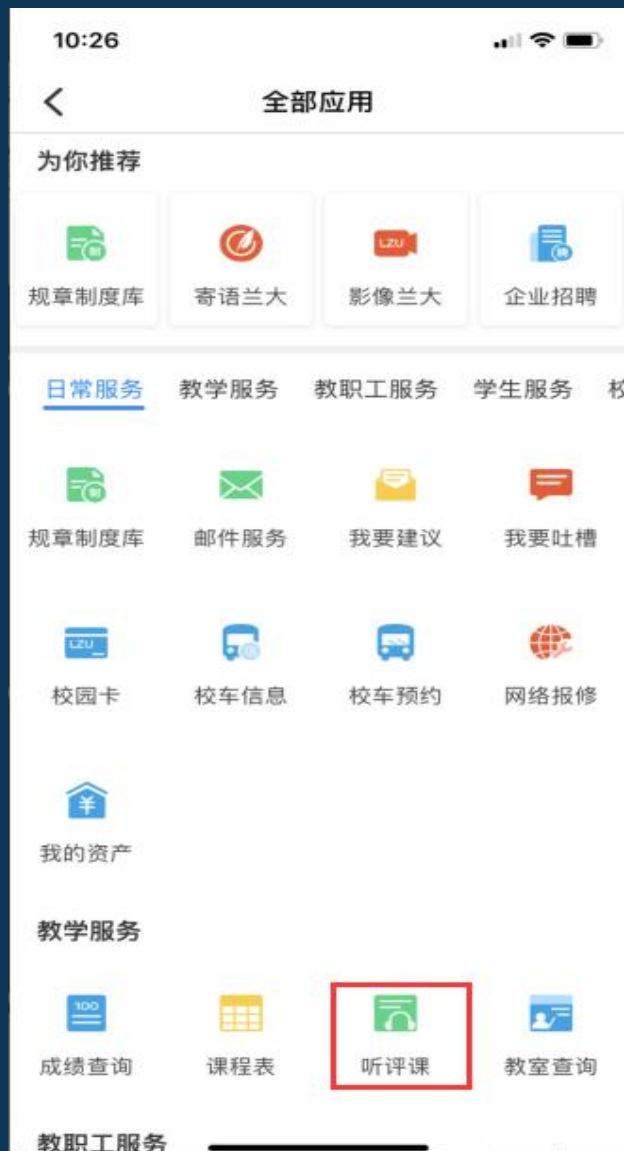 10:26
全部应用
为你推荐
制
LZU
聘
规章制度库 寄语兰大 影像兰大 企业招聘
日常服务 教学服务 教职工服务 学生服务 校
制
规章制度库 邮件服务 我要建议 我要吐槽
LZU
校园卡 校车信息 校车预约 网络报修
¥
我的资产
教学服务
100
成绩查询 课程表 听评课 教室查询
教职工服务